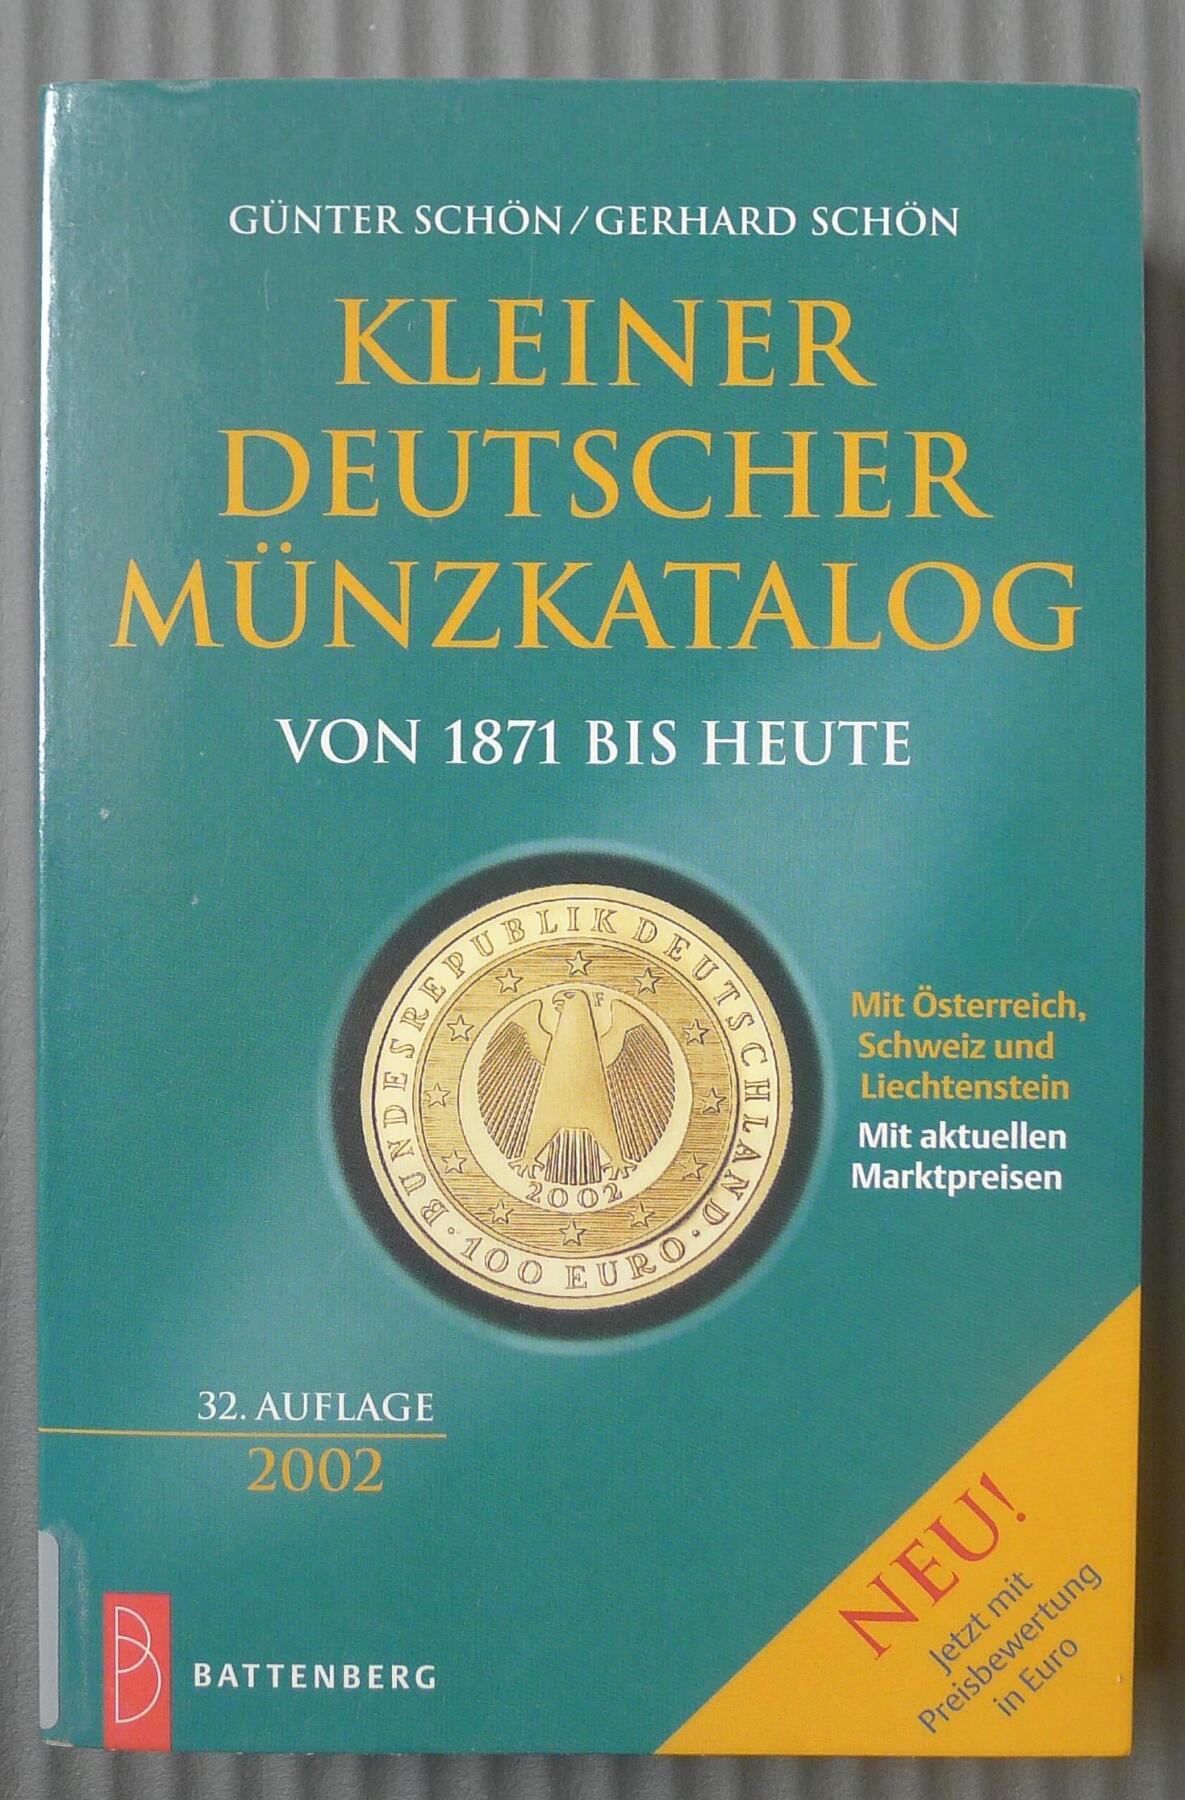 GÜNTER SCHÖN/GERHARD SCHÖN
KLEINER
DEUTSCHER
MÜNZKATALOG
VON 1871 BIS HEUTE
BUNDESREPUBLIK DEUTSCHLAND
F
2002
· 100 EURO ·
Mit Österreich,
Schweiz und
Liechtenstein
Mit aktuellen
Marktpreisen
32. AUFLAGE
2002
NEU!
Jetzt mit
Preisbewertung
in Euro
B
BATTENBERG